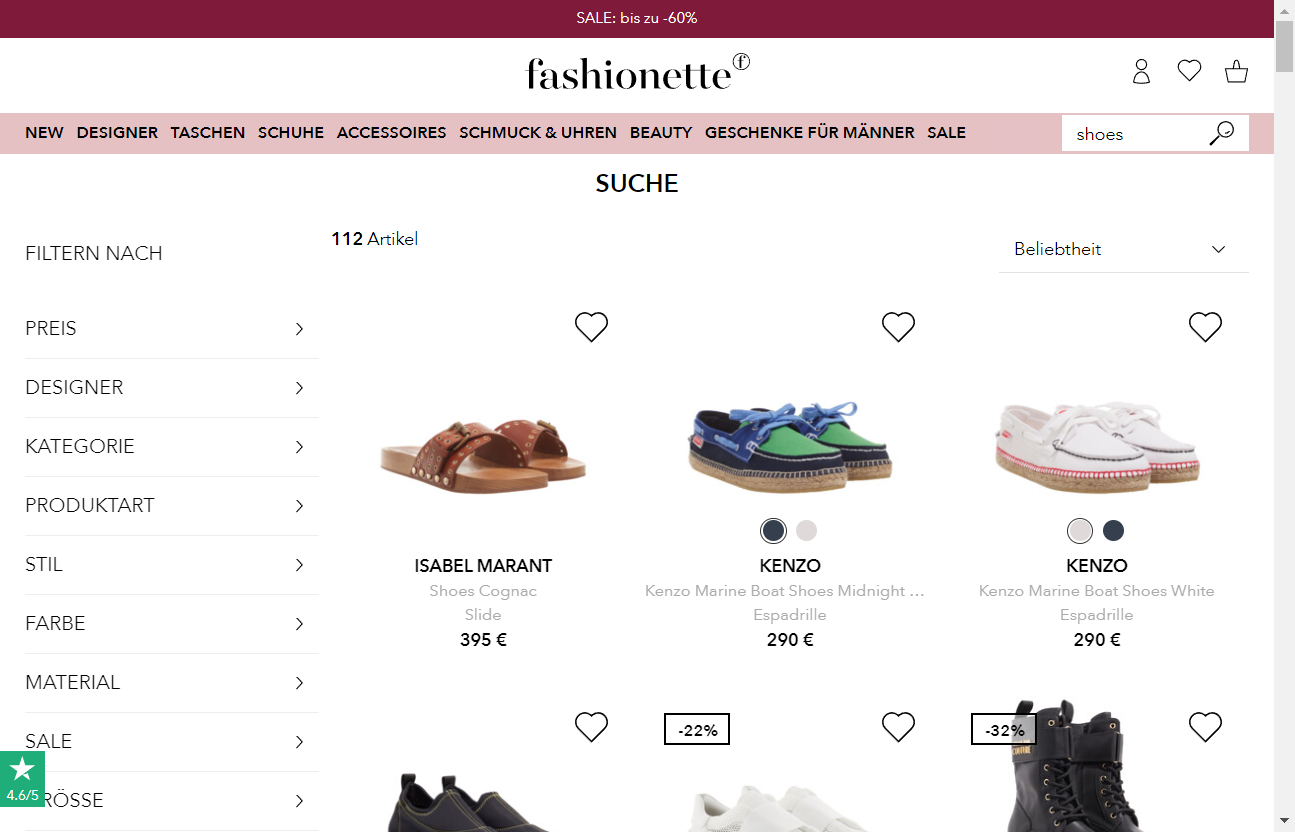 SALE: bis zu -60%
fashionette f
NEW DESIGNER TASCHEN SCHUHE ACCESSOIRES SCHMUCK & UHREN BEAUTY GESCHENKE FÜR MÄNNER SALE
shoes
SUCHE
FILTERN NACH
112 Artikel
Beliebtheit
PREIS
DESIGNER
KATEGORIE
PRODUKTART
STIL
FARBE
MATERIAL
SALE
RÖSSE
4.6/5
ISABEL MARANT
Shoes Cognac
Slide
395 €
KENZO
Kenzo Marine Boat Shoes Midnight …
Espadrille
290 €
KENZO
Kenzo Marine Boat Shoes White
Espadrille
290 €
-22%
-32%